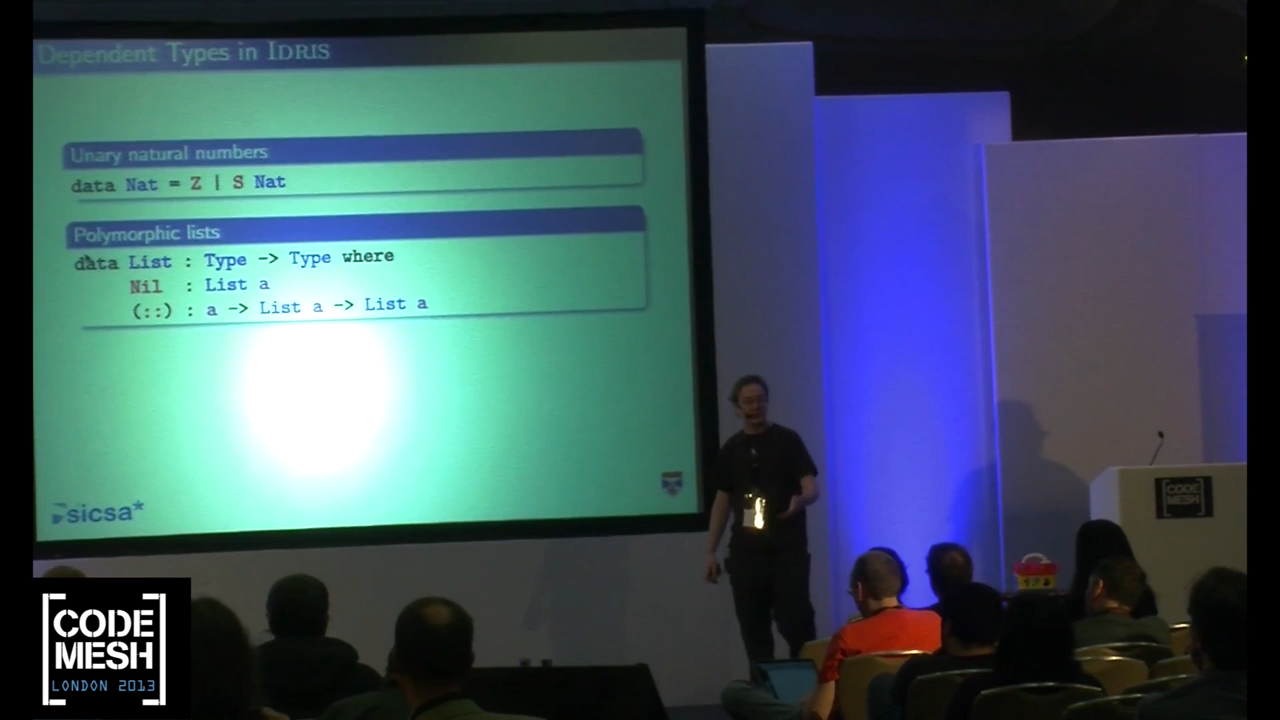 Dependent Types in IDRIS
Unary natural numbers
data Nat = Z | S Nat
Polymorphic lists
data List : Type -> Type where
Nil : List a
(::) : a -> List a -> List a
sicsa*
[CODE
MESH]
[CODE
MESH]
LONDON 2013